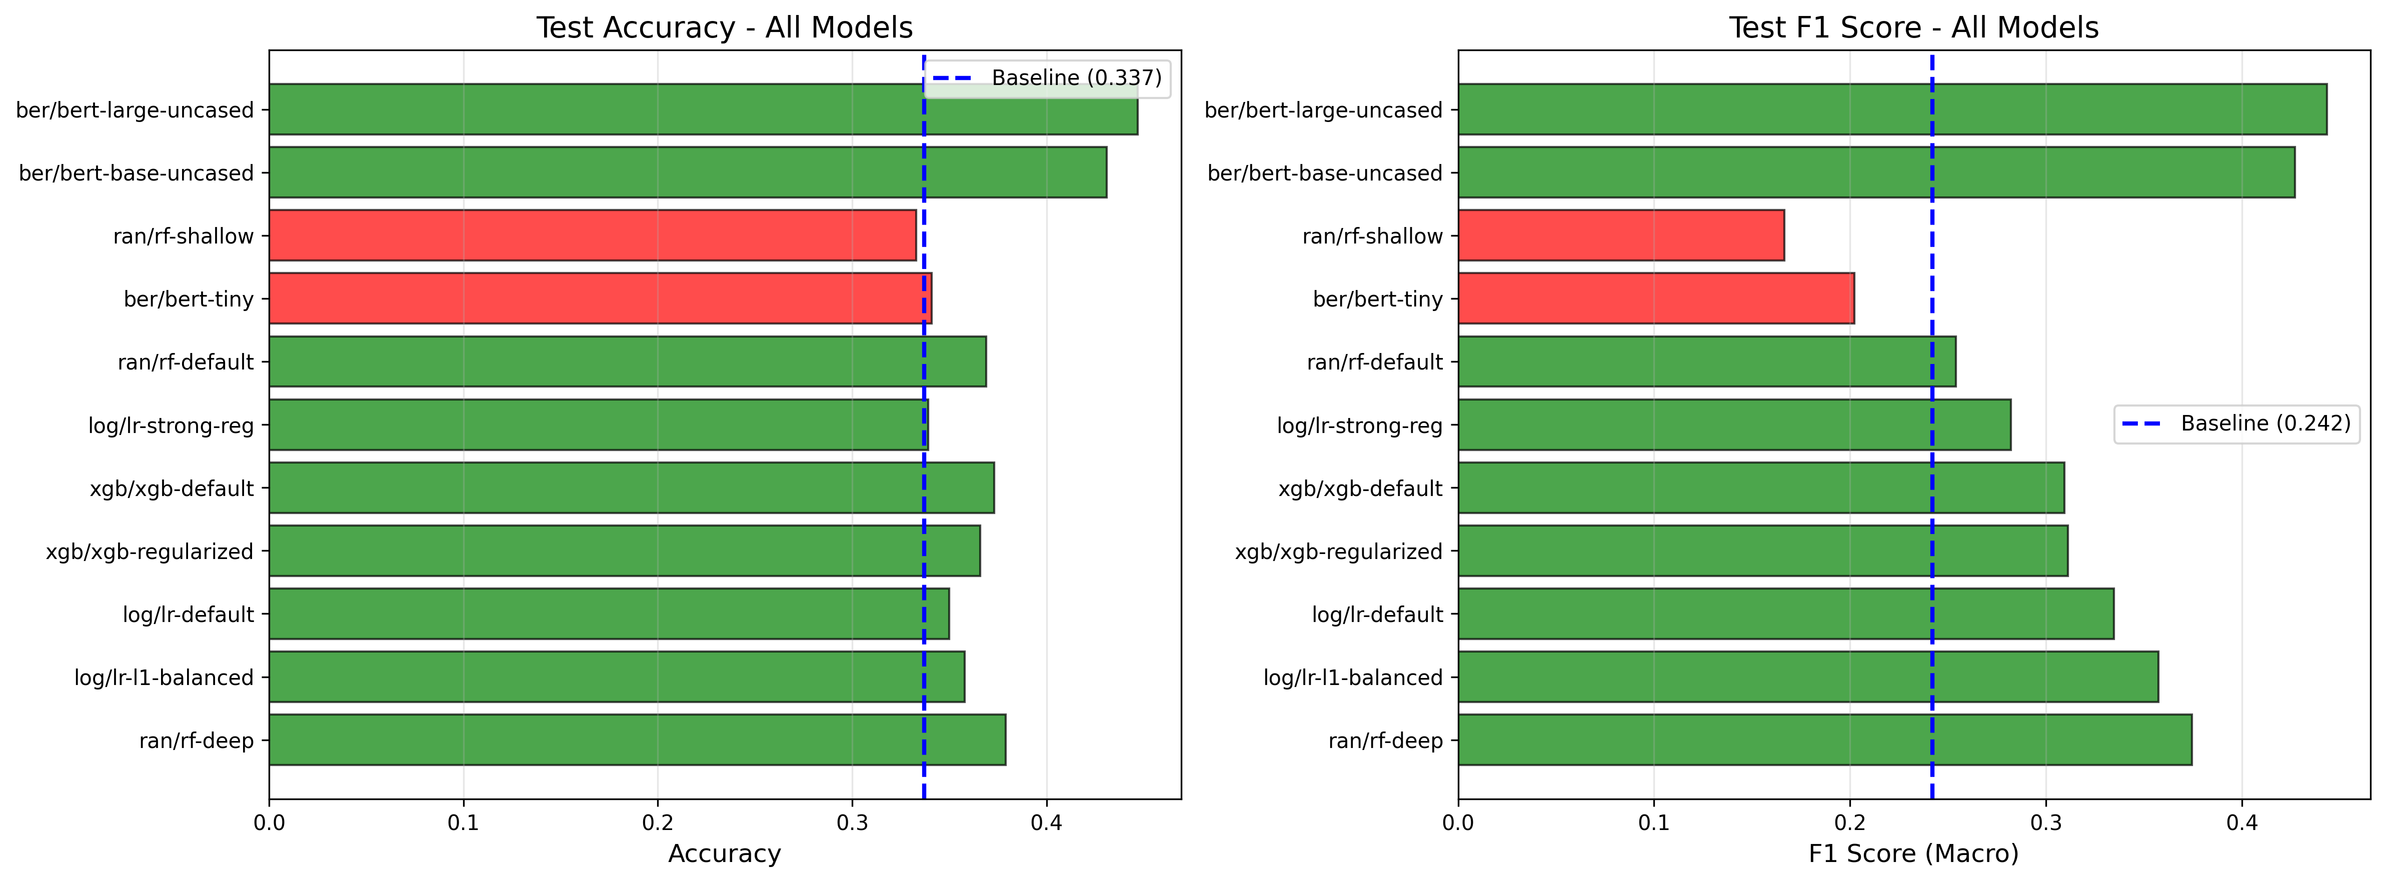 Test Accuracy - All Models
Baseline (0.337)
ber/bert-large-uncased
ber/bert-base-uncased
ran/rf-shallow
ber/bert-tiny
ran/rf-default
log/lr-strong-reg
xgb/xgb-default
xgb/xgb-regularized
log/lr-default
log/lr-l1-balanced
ran/rf-deep
0.0 0.1 0.2 0.3 0.4
Accuracy
Test F1 Score - All Models
ber/bert-large-uncased
ber/bert-base-uncased
ran/rf-shallow
ber/bert-tiny
ran/rf-default
log/lr-strong-reg
Baseline (0.242)
xgb/xgb-default
xgb/xgb-regularized
log/lr-default
log/lr-l1-balanced
ran/rf-deep
0.0 0.1 0.2 0.3 0.4
F1 Score (Macro)